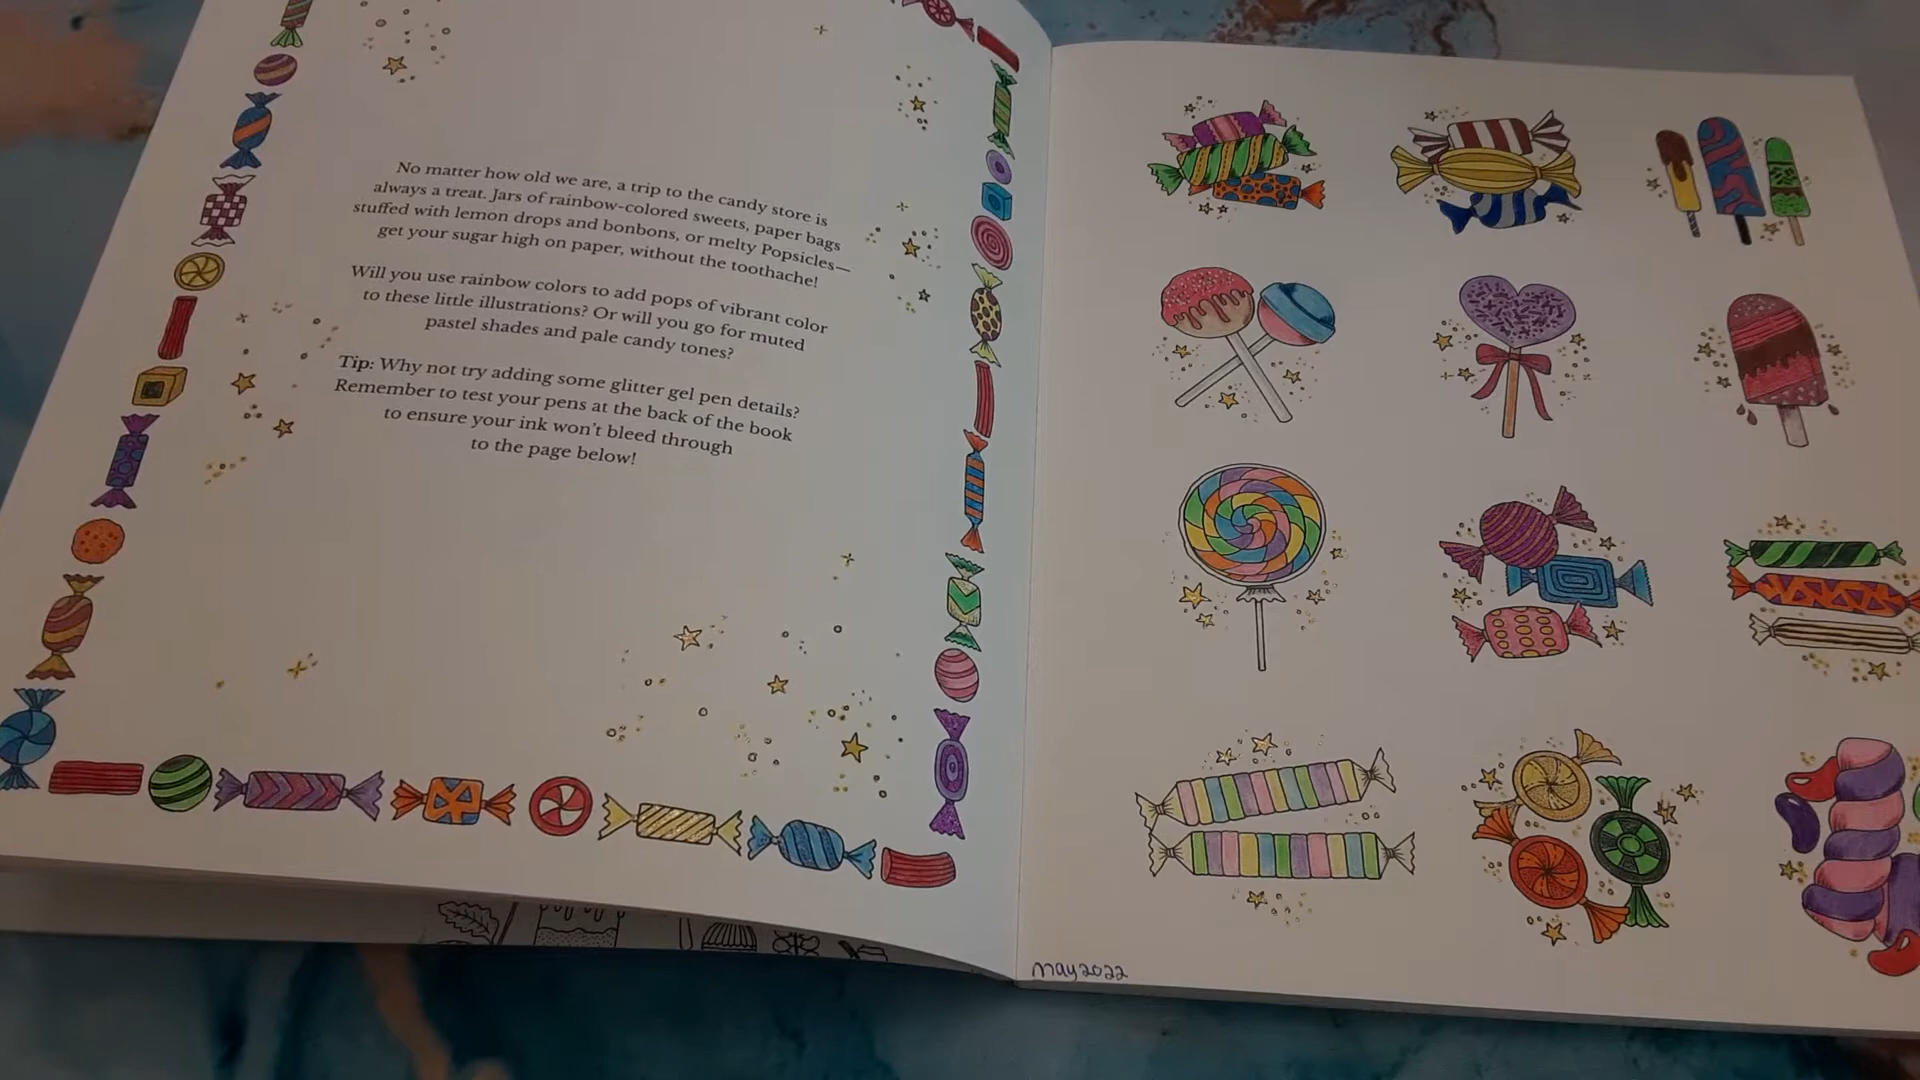 No matter how old we are, a trip to the candy store is
always a treat. Jars of rainbow-colored sweets, paper bags
stuffed with lemon drops and bonbons, or melty Popsicles—
get your sugar high on paper, without the toothache!
Will you use rainbow colors to add pops of vibrant color
to these little illustrations? Or will you go for muted
pastel shades and pale candy tones?
Tip: Why not try adding some glitter gel pen details?
Remember to test your pens at the back of the book
to ensure your ink won't bleed through
to the page below!
May 2022